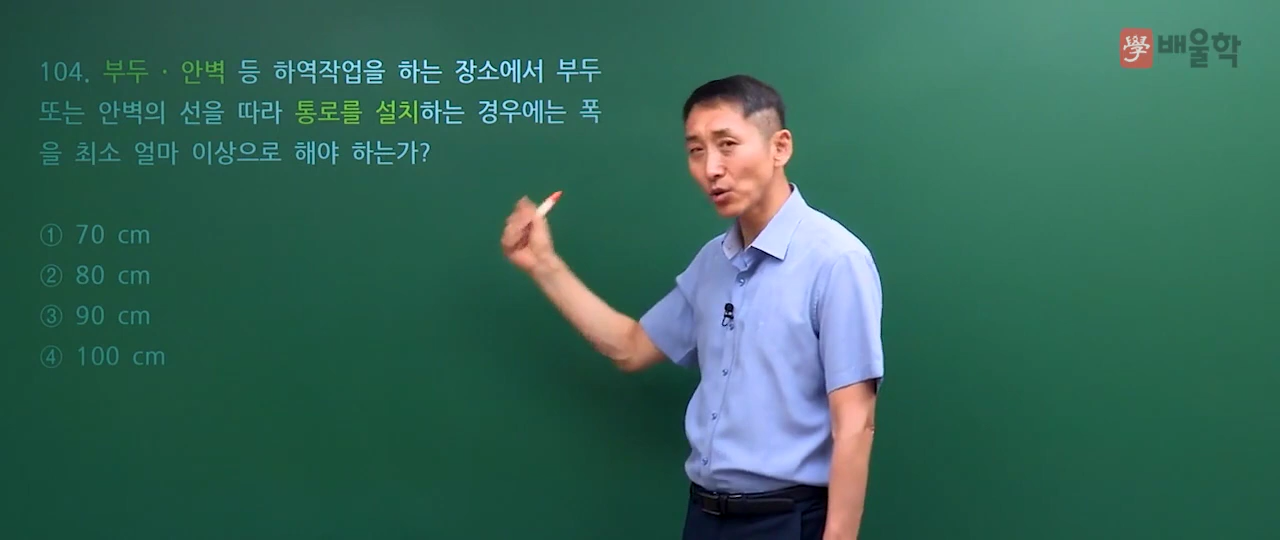 104. 부두 · 안벽 등 하역작업을 하는 장소에서 부두
또는 안벽의 선을 따라 통로를 설치하는 경우에는 폭
을 최소 얼마 이상으로 해야 하는가?
① 70 cm
② 80 cm
③ 90 cm
④ 100 cm
學 배울학